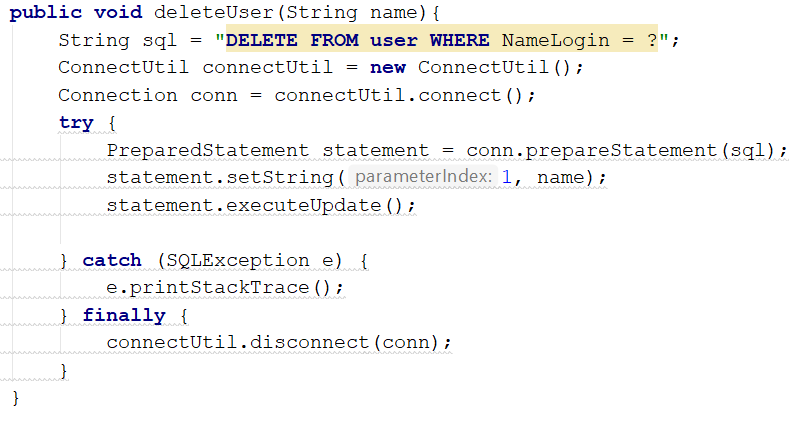 public void deleteUser(String name){
    String sql = "DELETE FROM user WHERE NameLogin = ?";
    ConnectUtil connectUtil = new ConnectUtil();
    Connection conn = connectUtil.connect();
    try {
        PreparedStatement statement = conn.prepareStatement(sql);
        statement.setString( parameterIndex: 1, name);
        statement.executeUpdate();

    } catch (SQLException e) {
        e.printStackTrace();
    } finally {
        connectUtil.disconnect(conn);
    }
}